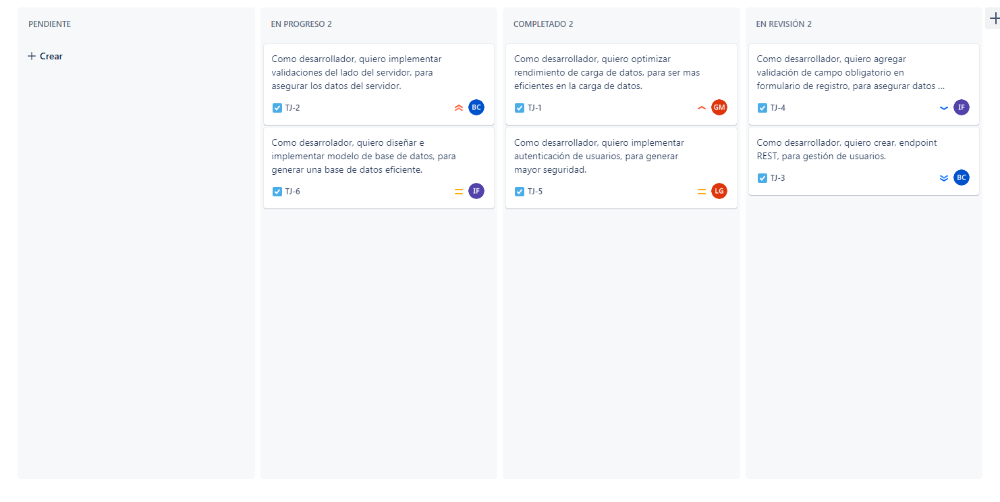 PENDIENTE
+ Crear
EN PROGRESO 2
Como desarrollador, quiero implementar
validaciones del lado del servidor, para
asegurar los datos del servidor.
TJ-2
BC
Como desarrolador, quiero diseñar e
implementar modelo de base de datos, para
generar una base de datos eficiente.
TJ-6
IF
COMPLETADO 2
Como desarrollador, quiero optimizar
rendimiento de carga de datos, para ser mas
eficientes en la carga de datos.
TJ-1
GM
Como desarrollador, quiero implementar
autenticación de usuarios, para generar
mayor seguridad.
TJ-5
LG
EN REVISIÓN 2
Como desarrollador, quiero agregar
validación de campo obligatorio en
formulario de registro, para asegurar datos ...
TJ-4
IF
Como desarrollador, quiero crear, endpoint
REST, para gestión de usuarios.
TJ-3
BC